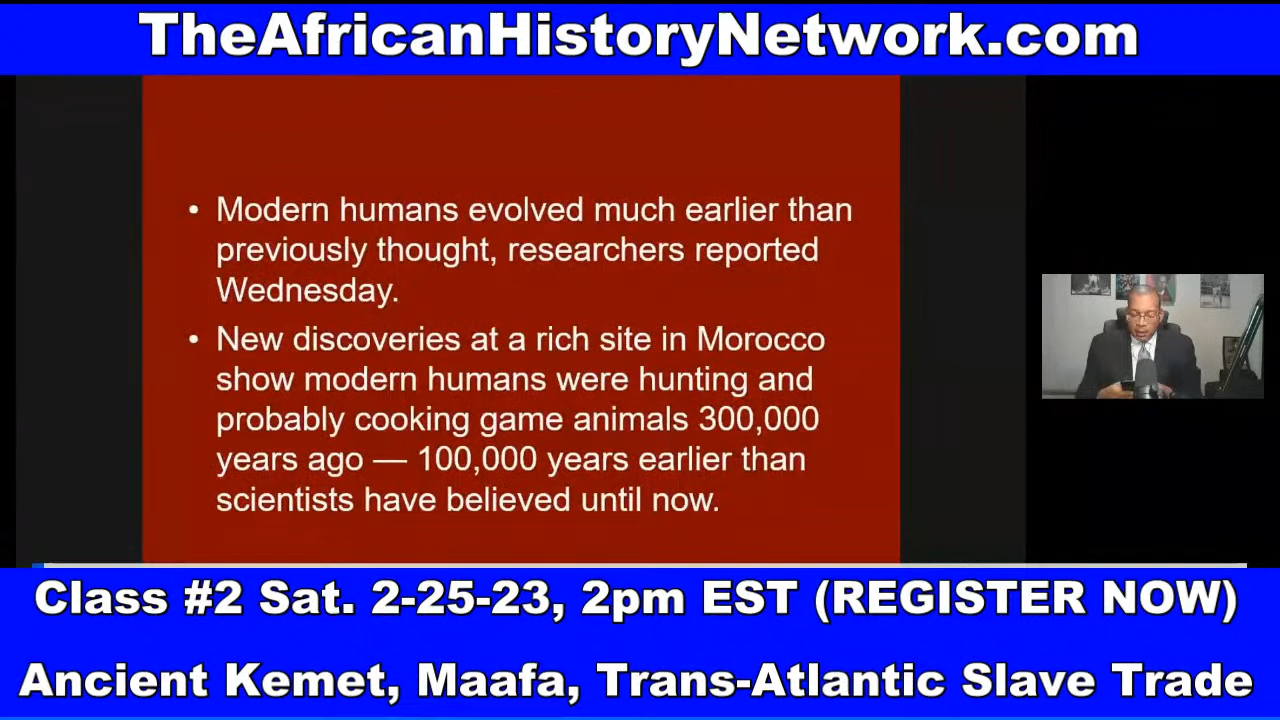 TheAfricanHistoryNetwork.com
• Modern humans evolved much earlier than
previously thought, researchers reported
Wednesday.
• New discoveries at a rich site in Morocco
show modern humans were hunting and
probably cooking game animals 300,000
years ago — 100,000 years earlier than
scientists have believed until now.
Class #2 Sat. 2-25-23, 2pm EST (REGISTER NOW)
Ancient Kemet, Maafa, Trans-Atlantic Slave Trade